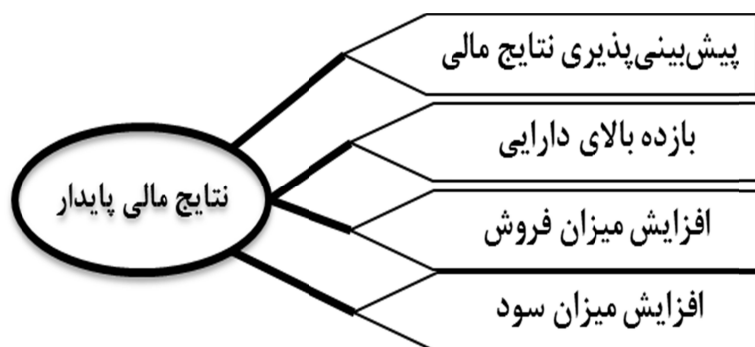 پیش‌بینی‌پذیری نتایج مالی
بازده بالای دارایی
نتایج مالی پایدار
افزایش میزان فروش
افزایش میزان سود